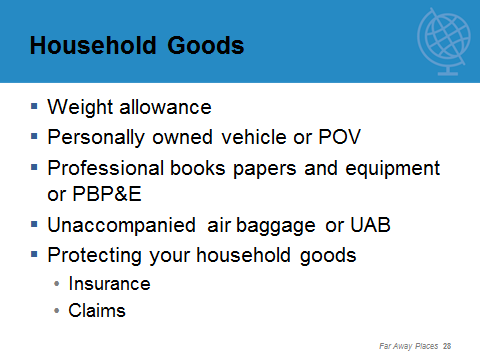 Household Goods
▪ Weight allowance
▪ Personally owned vehicle or POV
▪ Professional books papers and equipment
or PBP&E
▪ Unaccompanied air baggage or UAB
▪ Protecting your household goods
• Insurance
• Claims
Far Away Places 28